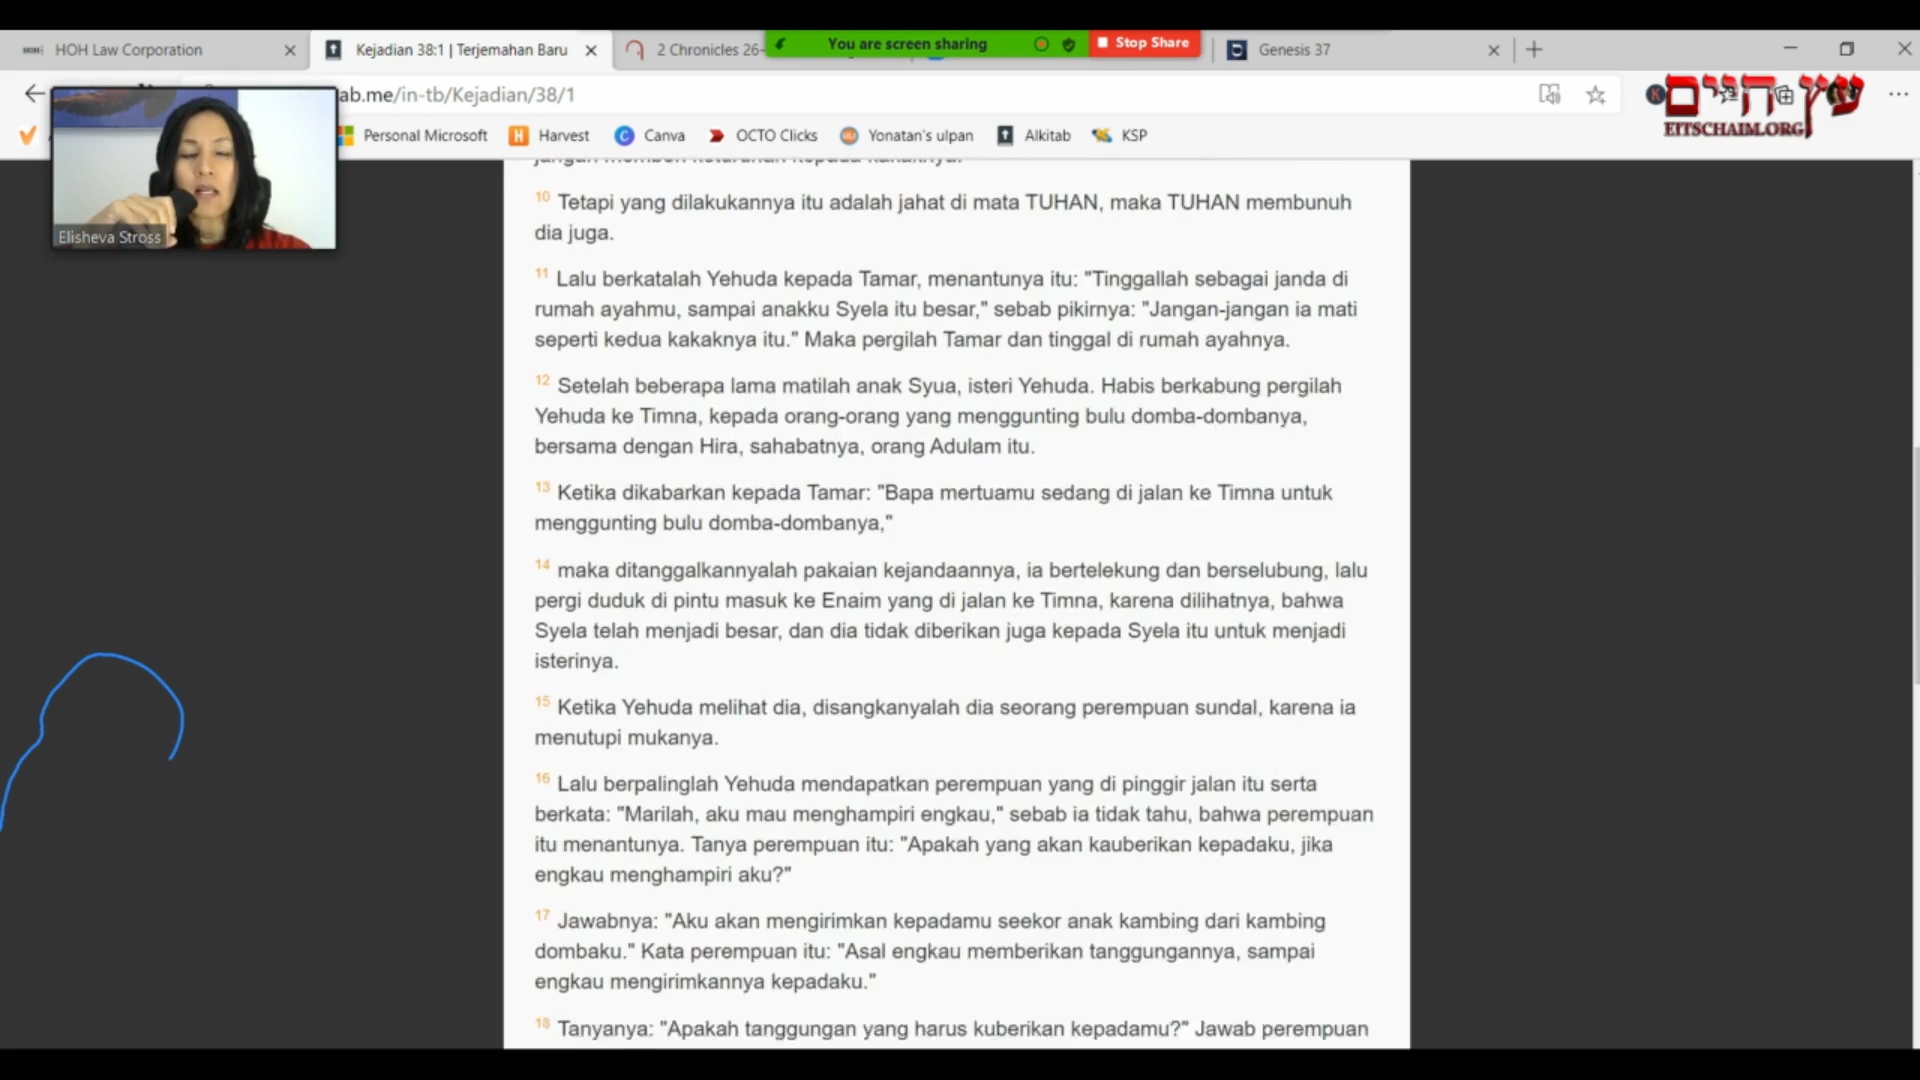 HOH Law Corporation
Kejadian 38:1 | Terjemahan Baru
2 Chronicles 26-
You are screen sharing
Stop Share
Genesis 37
ab.me/in-tb/Kejadian/38/1
עץ חיים
EITSCHAIM.ORG
Personal Microsoft
Harvest
Canva
OCTO Clicks
Yonatan's ulpan
Alkitab
KSP
Elisheva Stross
10 Tetapi yang dilakukannya itu adalah jahat di mata TUHAN, maka TUHAN membunuh
dia juga.
11 Lalu berkatalah Yehuda kepada Tamar, menantunya itu: "Tinggallah sebagai janda di
rumah ayahmu, sampai anakku Syela itu besar," sebab pikirnya: "Jangan-jangan ia mati
seperti kedua kakaknya itu." Maka pergilah Tamar dan tinggal di rumah ayahnya.
12 Setelah beberapa lama matilah anak Syua, isteri Yehuda. Habis berkabung pergilah
Yehuda ke Timna, kepada orang-orang yang menggunting bulu domba-dombanya,
bersama dengan Hira, sahabatnya, orang Adulam itu.
13 Ketika dikabarkan kepada Tamar: "Bapa mertuamu sedang di jalan ke Timna untuk
menggunting bulu domba-dombanya,"
14 maka ditanggalkannyalah pakaian kejandaannya, ia bertelekung dan berselubung, lalu
pergi duduk di pintu masuk ke Enaim yang di jalan ke Timna, karena dilihatnya, bahwa
Syela telah menjadi besar, dan dia tidak diberikan juga kepada Syela itu untuk menjadi
isterinya.
15 Ketika Yehuda melihat dia, disangkanyalah dia seorang perempuan sundal, karena ia
menutupi mukanya.
16 Lalu berpalinglah Yehuda mendapatkan perempuan yang di pinggir jalan itu serta
berkata: "Marilah, aku mau menghampiri engkau," sebab ia tidak tahu, bahwa perempuan
itu menantunya. Tanya perempuan itu: "Apakah yang akan kauberikan kepadaku, jika
engkau menghampiri aku?"
17 Jawabnya: "Aku akan mengirimkan kepadamu seekor anak kambing dari kambing
dombaku." Kata perempuan itu: "Asal engkau memberikan tanggungannya, sampai
engkau mengirimkannya kepadaku."
18 Tanyanya: "Apakah tanggungan yang harus kuberikan kepadamu?" Jawab perempuan